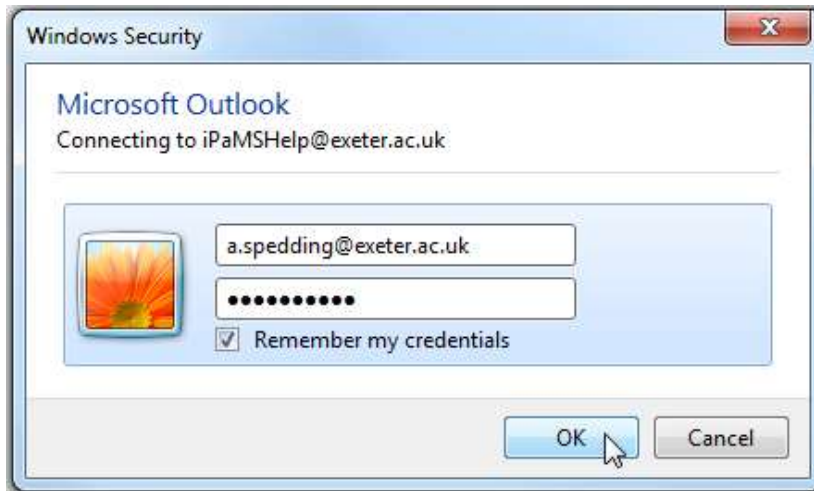 Windows Security
Microsoft Outlook
Connecting to iPaMSHelp@exeter.ac.uk
a.spedding@exeter.ac.uk
●●●●●●●●●●
Remember my credentials
OK
Cancel